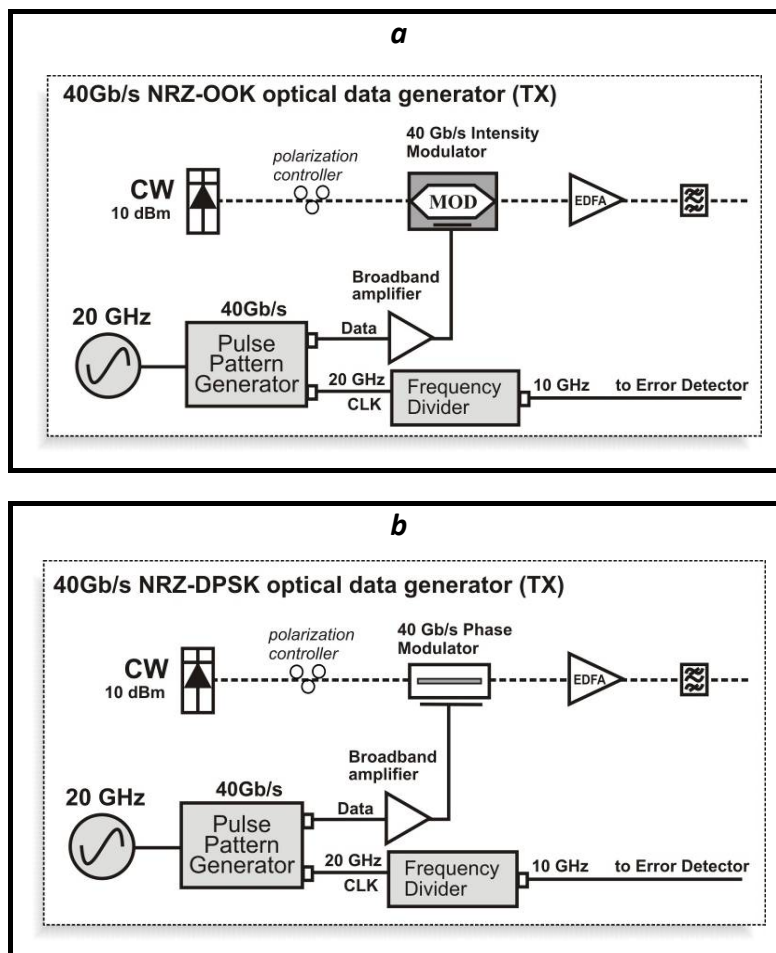 a
40Gb/s NRZ-OOK optical data generator (TX)
40 Gb/s Intensity
Modulator
polarization
controller
CW
10 dBm
MOD
EDFA
Broadband
amplifier
40Gb/s
20 GHz
Data
Pulse
Pattern
Generator
20 GHz
CLK
Frequency
Divider
10 GHz
to Error Detector
b
40Gb/s NRZ-DPSK optical data generator (TX)
40 Gb/s Phase
Modulator
polarization
controller
CW
10 dBm
EDFA
Broadband
amplifier
40Gb/s
20 GHz
Data
Pulse
Pattern
Generator
20 GHz
CLK
Frequency
Divider
10 GHz
to Error Detector